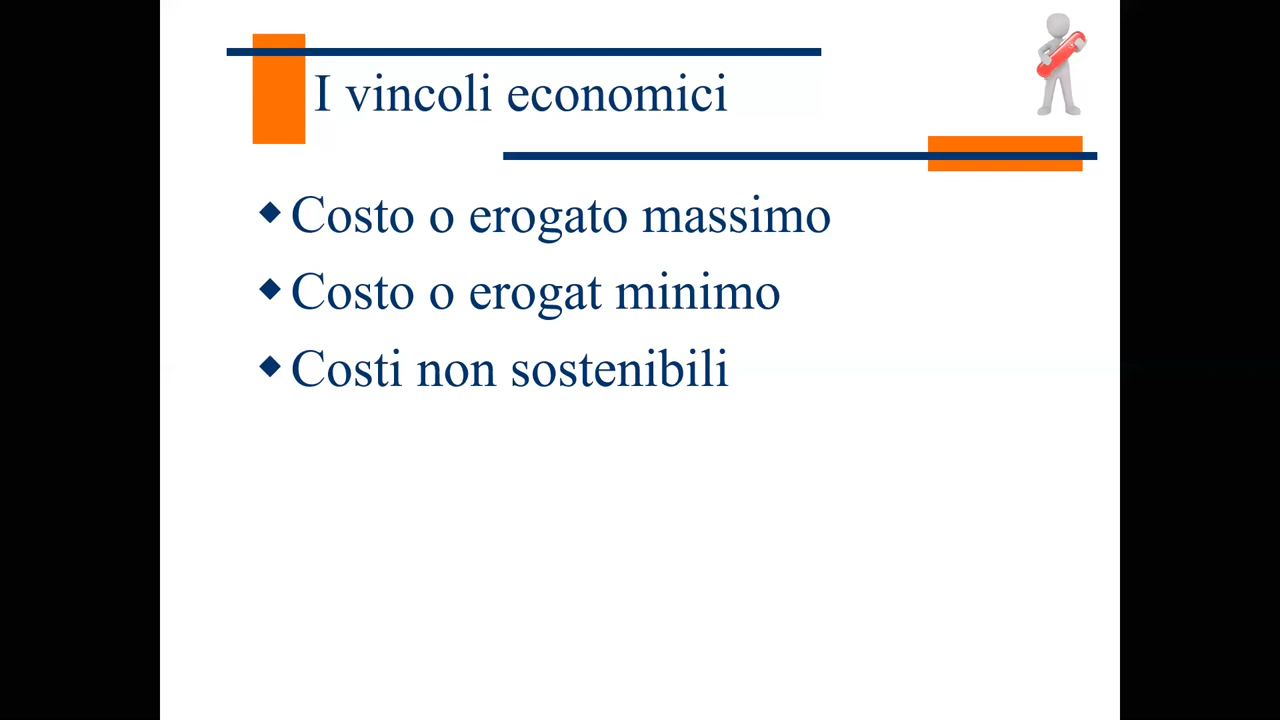 I vincoli economici
Costo o erogato massimo
Costo o erogat minimo
Costi non sostenibili